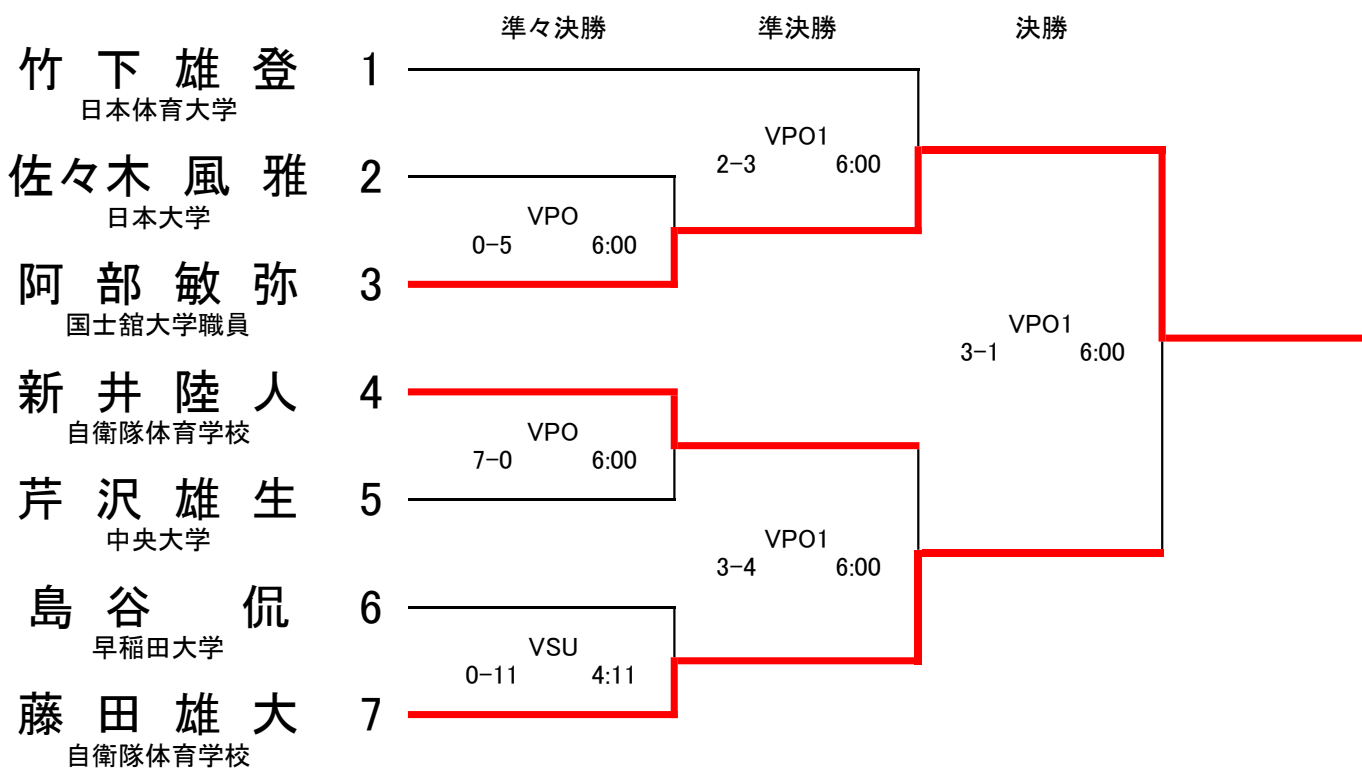 準々決勝 準決勝 決勝
竹下雄登 1
日本体育大学
VPO1
2-3 6:00
佐々木風雅 2
日本大学
VPO
0-5 6:00
阿部敏弥 3
国士舘大学職員
VPO1
3-1 6:00
新井陸人 4
自衛隊体育学校
VPO
7-0 6:00
芹沢雄生 5
中央大学
VPO1
3-4 6:00
島谷侃 6
早稲田大学
VSU
0-11 4:11
藤田雄大 7
自衛隊体育学校